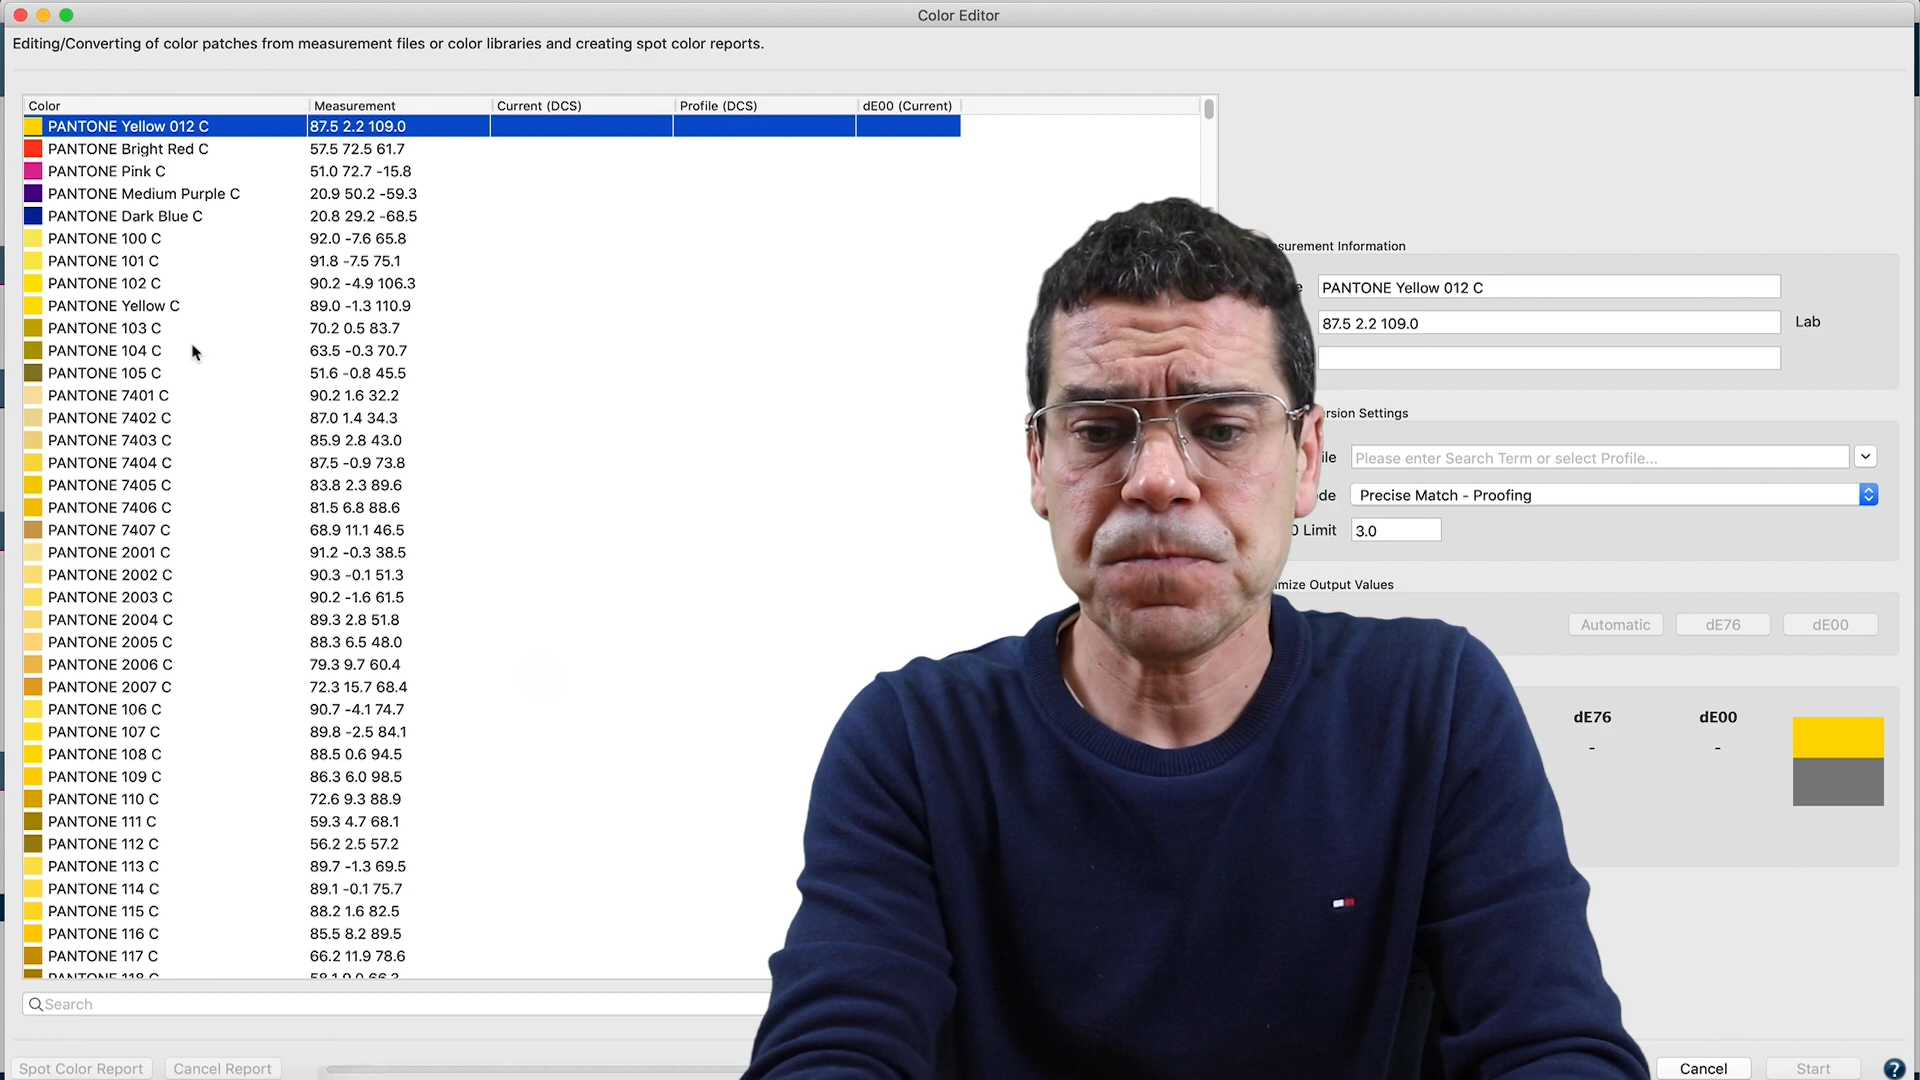 Color Editor
Editing/Converting of color patches from measurement files or color libraries and creating spot color reports.
Color Measurement Current (DCS) Profile (DCS) dE00 (Current)
PANTONE Yellow 012 C 87.5 2.2 109.0
PANTONE Bright Red C 57.5 72.5 61.7
PANTONE Pink C 51.0 72.7 -15.8
PANTONE Medium Purple C 20.9 50.2 -59.3
PANTONE Dark Blue C 20.8 29.2 -68.5
PANTONE 100 C 92.0 -7.6 65.8
PANTONE 101 C 91.8 -7.5 75.1
PANTONE 102 C 90.2 -4.9 106.3
PANTONE Yellow C 89.0 -1.3 110.9
PANTONE 103 C 70.2 0.5 83.7
PANTONE 104 C 63.5 -0.3 70.7
PANTONE 105 C 51.6 -0.8 45.5
PANTONE 7401 C 90.2 1.6 32.2
PANTONE 7402 C 87.0 1.4 34.3
PANTONE 7403 C 85.9 2.8 43.0
PANTONE 7404 C 87.5 -0.9 73.8
PANTONE 7405 C 83.8 2.3 89.6
PANTONE 7406 C 81.5 6.8 88.6
PANTONE 7407 C 68.9 11.1 46.5
PANTONE 2001 C 91.2 -0.3 38.5
PANTONE 2002 C 90.3 -0.1 51.3
PANTONE 2003 C 90.2 -1.6 61.5
PANTONE 2004 C 89.3 2.8 51.8
PANTONE 2005 C 88.3 6.5 48.0
PANTONE 2006 C 79.3 9.7 60.4
PANTONE 2007 C 72.3 15.7 68.4
PANTONE 106 C 90.7 -4.1 74.7
PANTONE 107 C 89.8 -2.5 84.1
PANTONE 108 C 88.5 0.6 94.5
PANTONE 109 C 86.3 6.0 98.5
PANTONE 110 C 72.6 9.3 88.9
PANTONE 111 C 59.3 4.7 68.1
PANTONE 112 C 56.2 2.5 57.2
PANTONE 113 C 89.7 -1.3 69.5
PANTONE 114 C 89.1 -0.1 75.7
PANTONE 115 C 88.2 1.6 82.5
PANTONE 116 C 85.5 8.2 89.5
PANTONE 117 C 66.2 11.9 78.6
PANTONE 118 C
Search
Spot Color Report Cancel Report
Information
PANTONE Yellow 012 C
87.5 2.2 109.0 Lab
Settings
Please enter Search Term or select Profile...
Precise Match - Proofing
Limit 3.0
Output Values
Automatic dE76 dE00
dE76 dE00
- -
Cancel Start ?